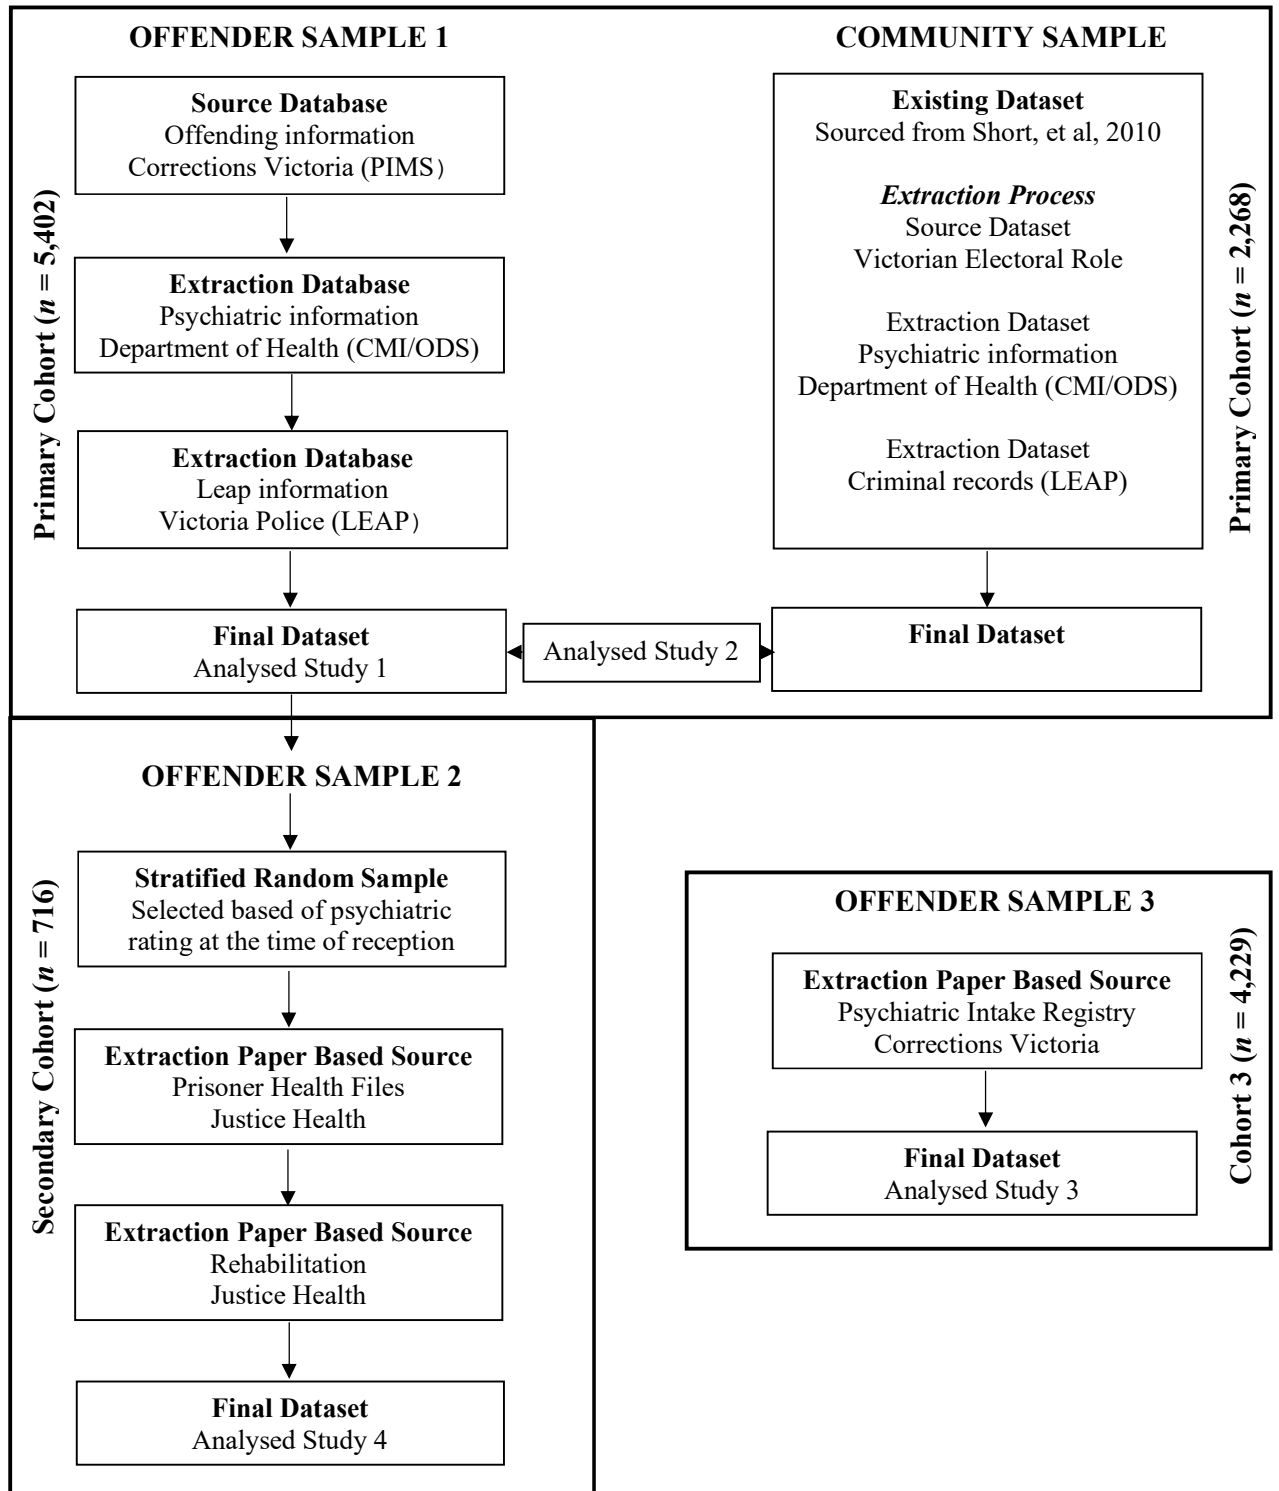 OFFENDER SAMPLE 1
Primary Cohort (n = 5,402)
Source Database
Offending information
Corrections Victoria (PIMS)
Extraction Database
Psychiatric information
Department of Health (CMI/ODS)
Extraction Database
Leap information
Victoria Police (LEAP)
Final Dataset
Analysed Study 1
Analysed Study 2
COMMUNITY SAMPLE
Primary Cohort (n = 2,268)
Existing Dataset
Sourced from Short, et al, 2010
Extraction Process
Source Dataset
Victorian Electoral Role
Extraction Dataset
Psychiatric information
Department of Health (CMI/ODS)
Extraction Dataset
Criminal records (LEAP)
Final Dataset
OFFENDER SAMPLE 2
Secondary Cohort (n = 716)
Stratified Random Sample
Selected based of psychiatric
rating at the time of reception
Extraction Paper Based Source
Prisoner Health Files
Justice Health
Extraction Paper Based Source
Rehabilitation
Justice Health
Final Dataset
Analysed Study 4
OFFENDER SAMPLE 3
Cohort 3 (n = 4,229)
Extraction Paper Based Source
Psychiatric Intake Registry
Corrections Victoria
Final Dataset
Analysed Study 3